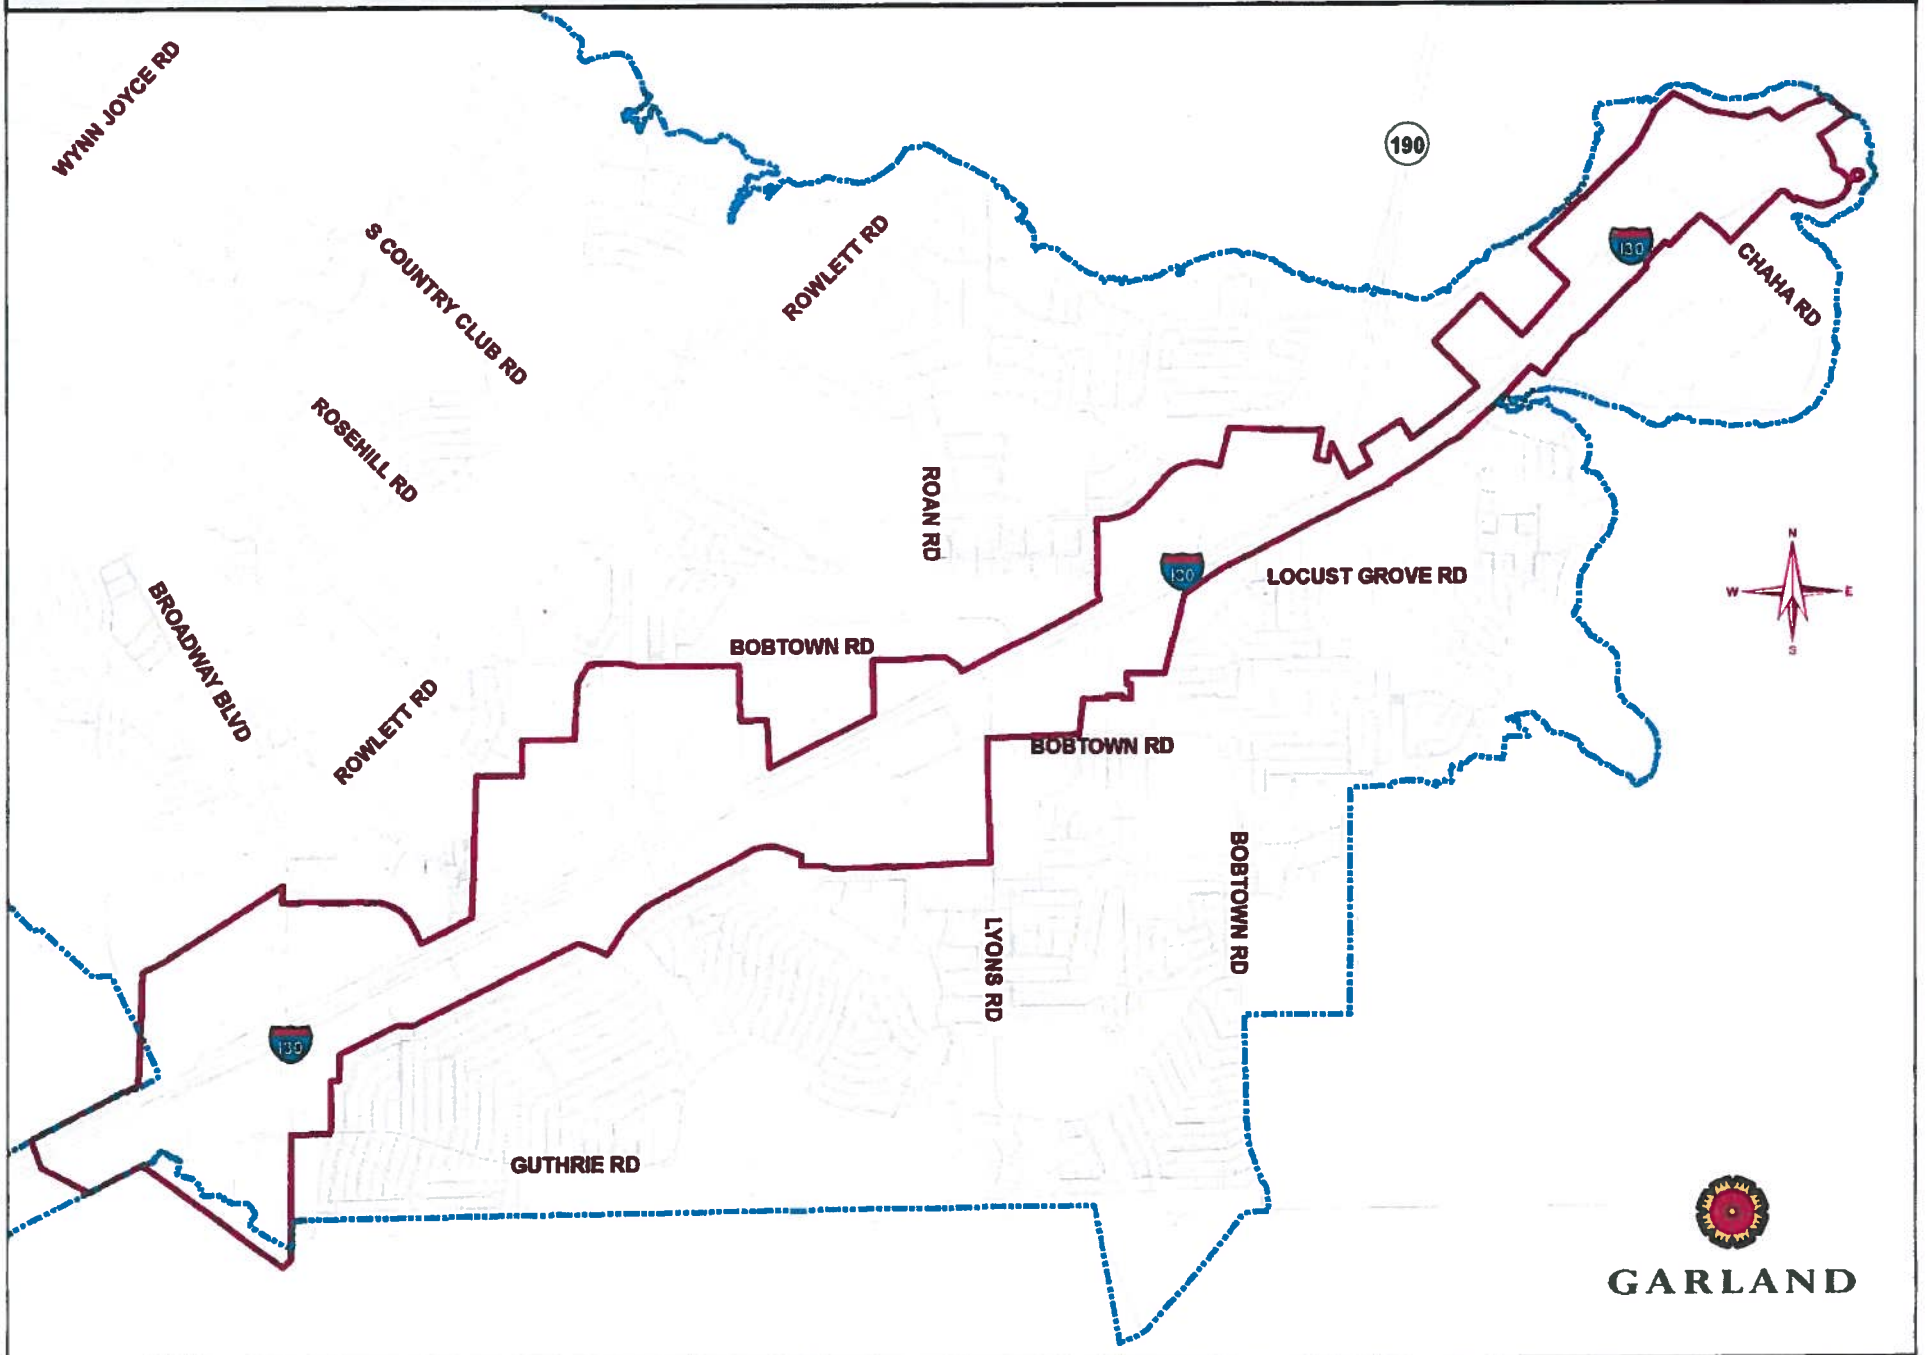 WYNN JOYCE RD
190
S COUNTRY CLUB RD
ROWLETT RD
130
CHAHA RD
ROSEHILL RD
ROAN RD
N
W E
S
130
LOCUST GROVE RD
BROADWAY BLVD
BOBTOWN RD
ROWLETT RD
BOBTOWN RD
BOBTOWN RD
LYONS RD
130
GUTHRIE RD
GARLAND